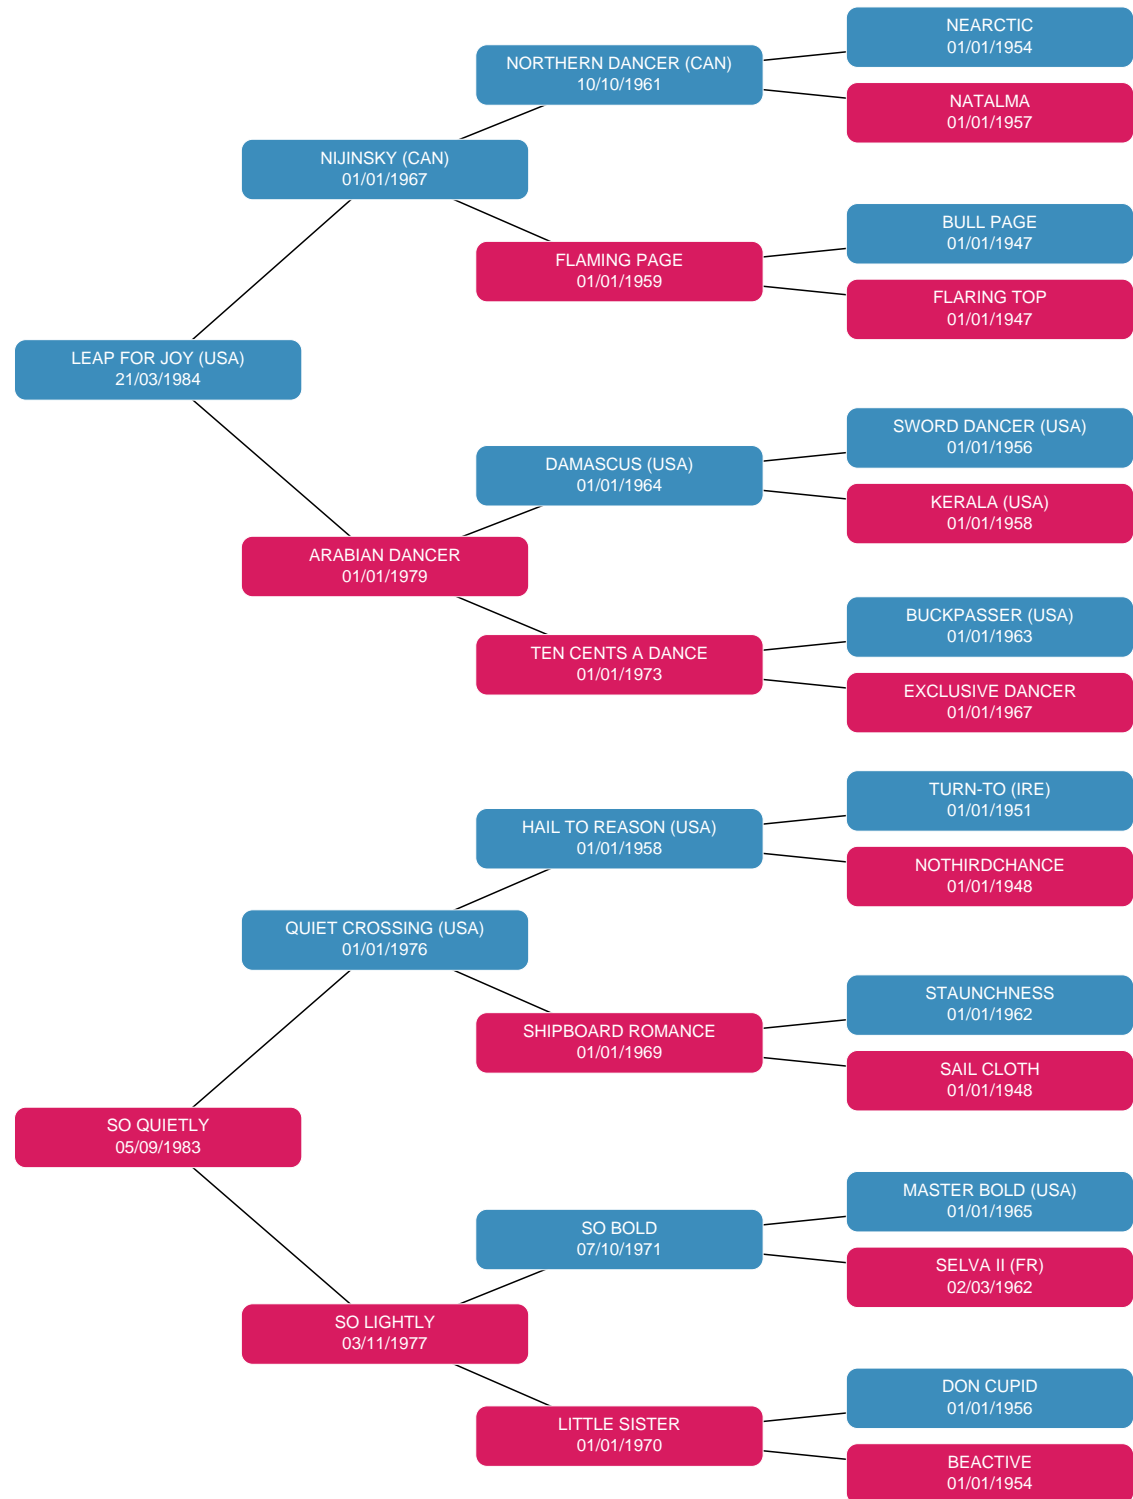 NEARCTIC
01/01/1954
NORTHERN DANCER (CAN)
10/10/1961
NATALMA
01/01/1957
NIJINSKY (CAN)
01/01/1967
BULL PAGE
01/01/1947
FLAMING PAGE
01/01/1959
FLARING TOP
01/01/1947
LEAP FOR JOY (USA)
21/03/1984
SWORD DANCER (USA)
01/01/1956
DAMASCUS (USA)
01/01/1964
KERALA (USA)
01/01/1958
ARABIAN DANCER
01/01/1979
BUCKPASSER (USA)
01/01/1963
TEN CENTS A DANCE
01/01/1973
EXCLUSIVE DANCER
01/01/1967
TURN-TO (IRE)
01/01/1951
HAIL TO REASON (USA)
01/01/1958
NOTHIRDCHANCE
01/01/1948
QUIET CROSSING (USA)
01/01/1976
STAUNCHNESS
01/01/1962
SHIPBOARD ROMANCE
01/01/1969
SAIL CLOTH
01/01/1948
SO QUIETLY
05/09/1983
MASTER BOLD (USA)
01/01/1965
SO BOLD
07/10/1971
SELVA II (FR)
02/03/1962
SO LIGHTLY
03/11/1977
DON CUPID
01/01/1956
LITTLE SISTER
01/01/1970
BEACTIVE
01/01/1954